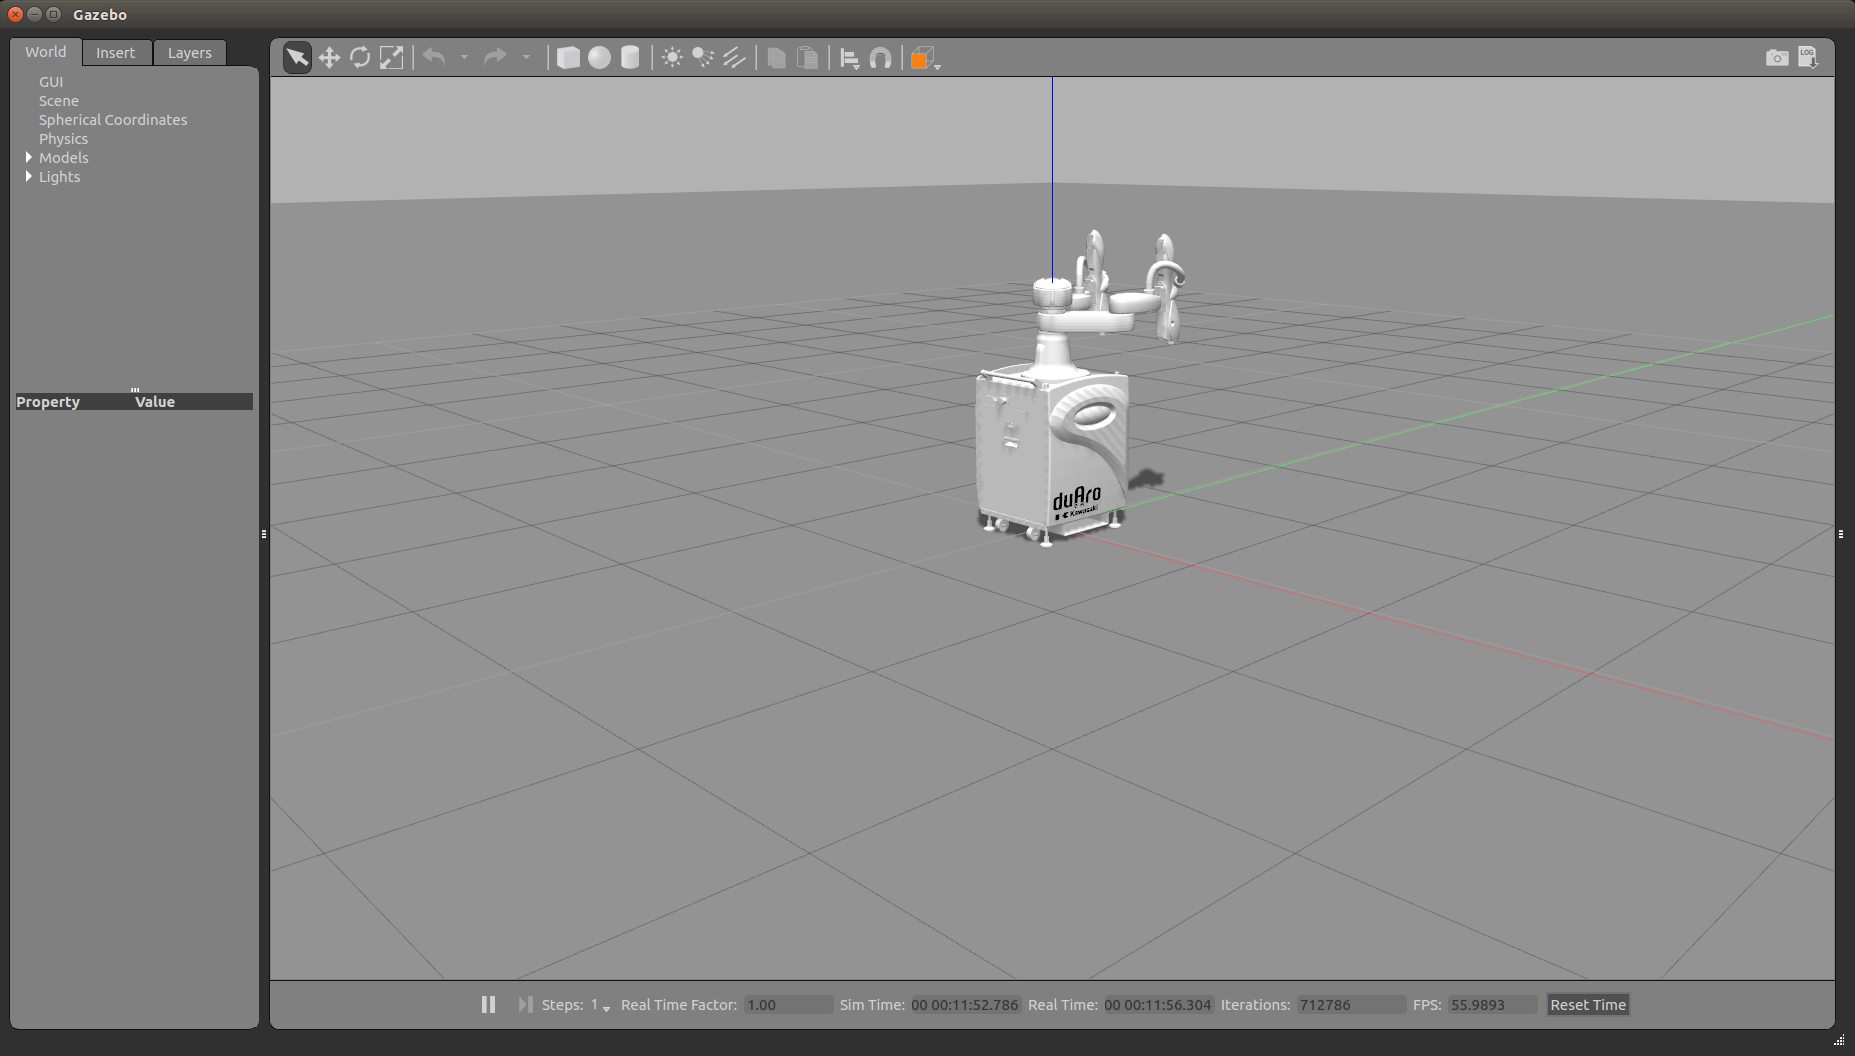 Gazebo
World Insert Layers
LOG
GUI
Scene
Spherical Coordinates
Physics
Models
Lights
Property Value
duAro
Kawasaki
Steps: 1 Real Time Factor: 1.00 Sim Time: 00 00:11:52.786 Real Time: 00 00:11:56.304 Iterations: 712786 FPS: 55.9893 Reset Time